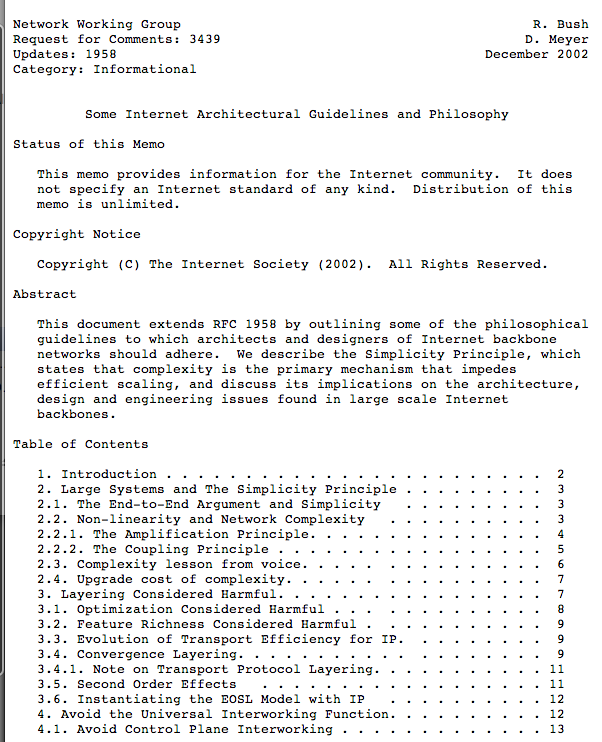 Network Working Group                                          R. Bush
Request for Comments: 3439                                    D. Meyer
Updates: 1958                                            December 2002
Category: Informational
Some Internet Architectural Guidelines and Philosophy
Status of this Memo
This memo provides information for the Internet community.  It does
not specify an Internet standard of any kind.  Distribution of this
memo is unlimited.
Copyright Notice
Copyright (C) The Internet Society (2002).  All Rights Reserved.
Abstract
This document extends RFC 1958 by outlining some of the philosophical
guidelines to which architects and designers of Internet backbone
networks should adhere.  We describe the Simplicity Principle, which
states that complexity is the primary mechanism that impedes
efficient scaling, and discuss its implications on the architecture,
design and engineering issues found in large scale Internet
backbones.
Table of Contents
1. Introduction . . . . . . . . . . . . . . . . . . . . . . . .  2
2. Large Systems and The Simplicity Principle . . . . . . . . .  3
2.1. The End-to-End Argument and Simplicity   . . . . . . . . .  3
2.2. Non-linearity and Network Complexity   . . . . . . . . . .  3
2.2.1. The Amplification Principle. . . . . . . . . . . . . . .  4
2.2.2. The Coupling Principle . . . . . . . . . . . . . . . . .  5
2.3. Complexity lesson from voice. . . . . . . . . . . . . . . .  6
2.4. Upgrade cost of complexity. . . . . . . . . . . . . . . . .  7
3. Layering Considered Harmful. . . . . . . . . . . . . . . . .  7
3.1. Optimization Considered Harmful . . . . . . . . . . . . . .  8
3.2. Feature Richness Considered Harmful . . . . . . . . . . . .  9
3.3. Evolution of Transport Efficiency for IP.  . . . . . . . .  9
3.4. Convergence Layering. . . . . . . . . . . . . . . . . . . .  9
3.4.1. Note on Transport Protocol Layering. . . . . . . . . . . 11
3.5. Second Order Effects   . . . . . . . . . . . . . . . . . . 11
3.6. Instantiating the EOSL Model with IP   . . . . . . . . . . 12
4. Avoid the Universal Interworking Function. . . . . . . . . . 12
4.1. Avoid Control Plane Interworking . . . . . . . . . . . . . 13